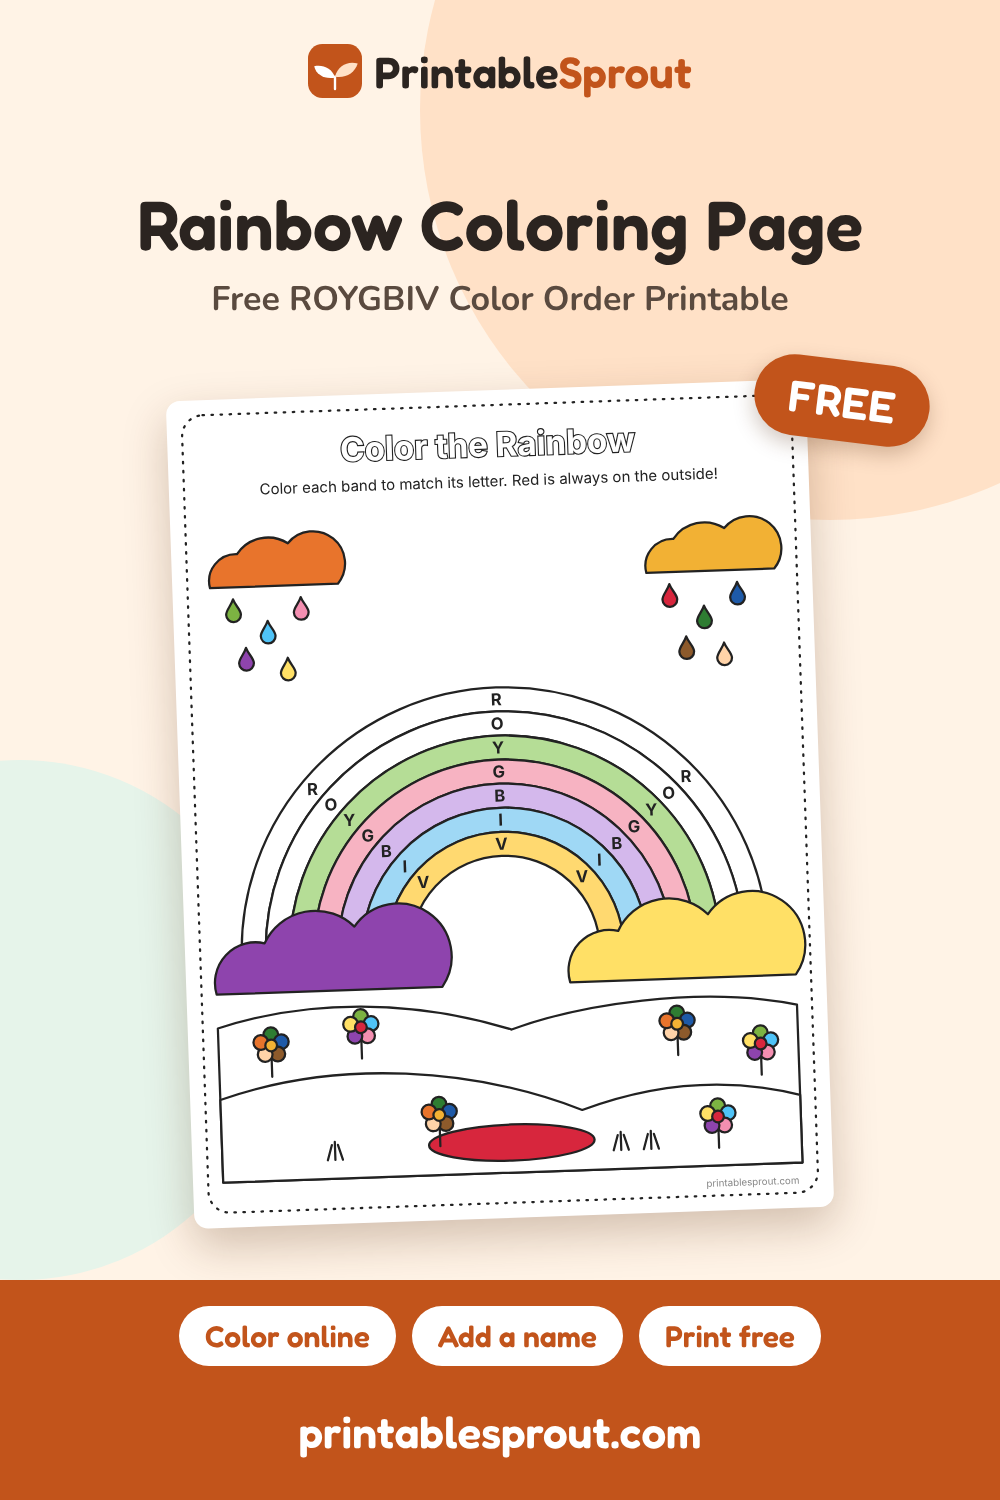 PrintableSprout
Rainbow Coloring Page
Free ROYGBIV Color Order Printable
FREE
Color the Rainbow
Color each band to match its letter. Red is always on the outside!
R
O
Y
G
B
I
V
R
O
Y
G
B
I
V
R
O
Y
G
B
I
V
printablesprout.com
Color online
Add a name
Print free
printablesprout.com